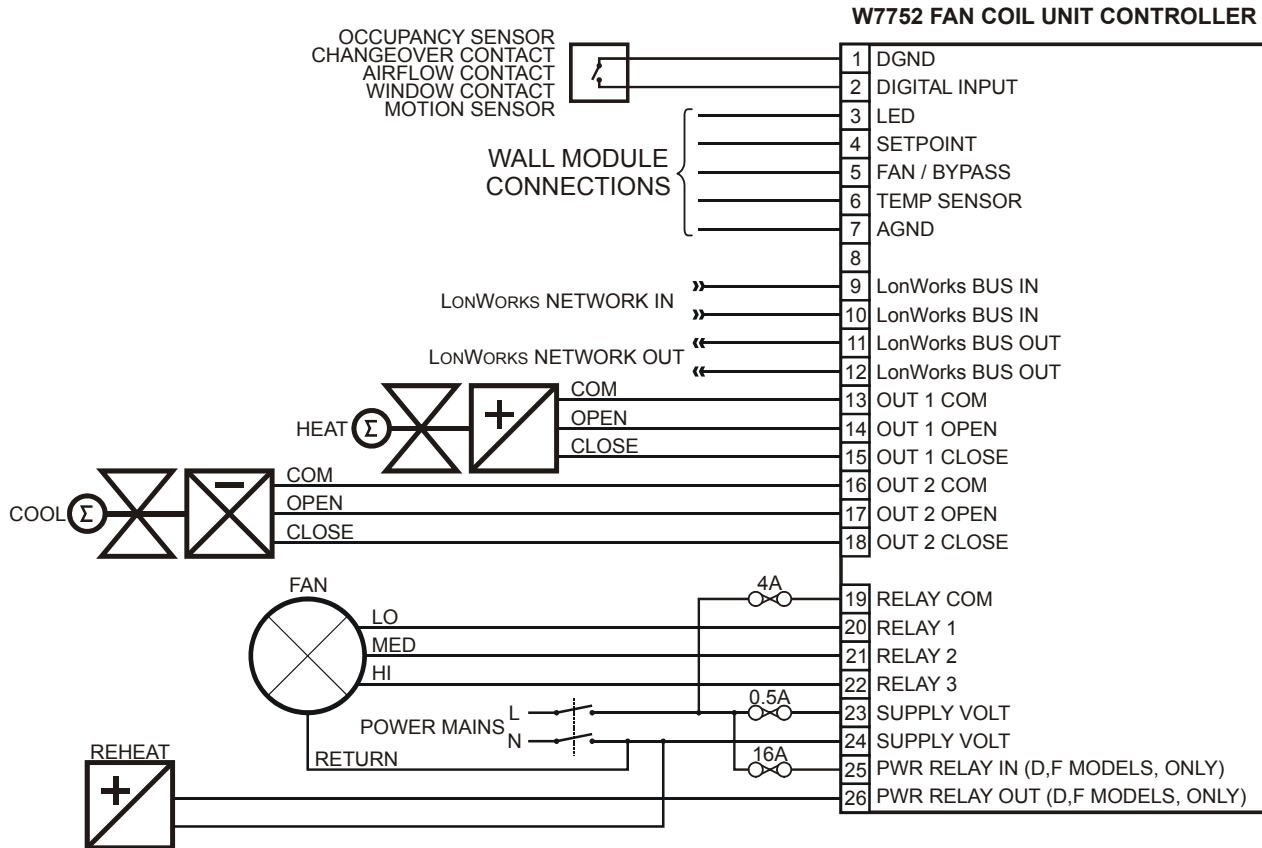 W7752 FAN COIL UNIT CONTROLLER
OCCUPANCY SENSOR
CHANGEOVER CONTACT
AIRFLOW CONTACT
WINDOW CONTACT
MOTION SENSOR
1 DGND
2 DIGITAL INPUT
3 LED
4 SETPOINT
5 FAN / BYPASS
6 TEMP SENSOR
7 AGND
8
WALL MODULE
CONNECTIONS
LONWORKS NETWORK IN
9 LonWorks BUS IN
10 LonWorks BUS IN
LONWORKS NETWORK OUT
11 LonWorks BUS OUT
12 LonWorks BUS OUT
HEAT Σ
+
COM
13 OUT 1 COM
OPEN
14 OUT 1 OPEN
CLOSE
15 OUT 1 CLOSE
COOL Σ
−
COM
16 OUT 2 COM
OPEN
17 OUT 2 OPEN
CLOSE
18 OUT 2 CLOSE
FAN
4A
19 RELAY COM
LO
20 RELAY 1
MED
21 RELAY 2
HI
22 RELAY 3
POWER MAINS
L
0.5A
23 SUPPLY VOLT
N
24 SUPPLY VOLT
RETURN
16A
25 PWR RELAY IN (D,F MODELS, ONLY)
REHEAT
+
26 PWR RELAY OUT (D,F MODELS, ONLY)